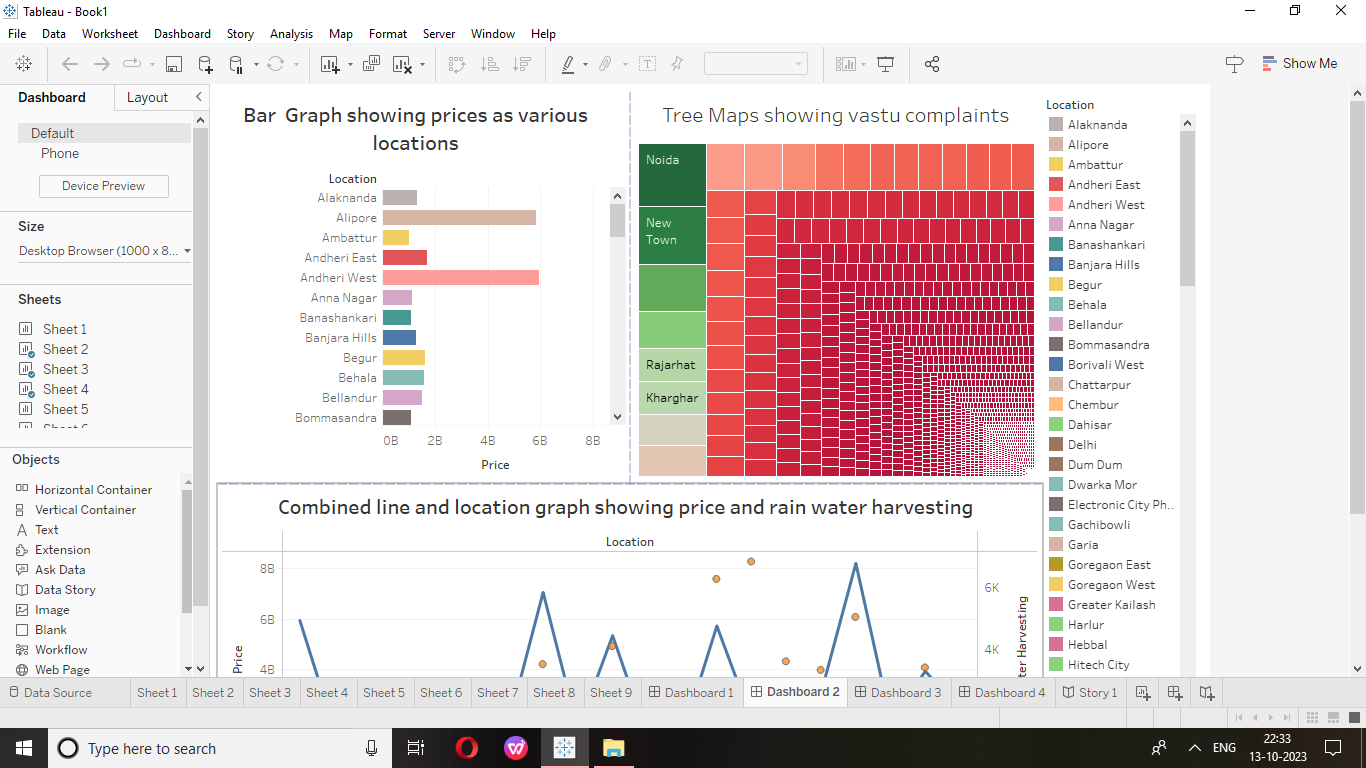 Tableau - Book1
File Data Worksheet Dashboard Story Analysis Map Format Server Window Help
Show Me
Dashboard Layout
Default
Phone
Device Preview
Size
Desktop Browser (1000 x 8...
Sheets
Sheet 1
Sheet 2
Sheet 3
Sheet 4
Sheet 5
Objects
Horizontal Container
Vertical Container
Text
Extension
Ask Data
Data Story
Image
Blank
Workflow
Web Page
Bar Graph showing prices as various
locations
Location
Alaknanda
Alipore
Ambattur
Andheri East
Andheri West
Anna Nagar
Banashankari
Banjara Hills
Begur
Behala
Bellandur
Bommasandra
0B 2B 4B 6B 8B
Price
Tree Maps showing vastu complaints
Noida
New
Town
Rajarhat
Kharghar
Combined line and location graph showing price and rain water harvesting
Location
8B
6B
4B
Price
6K
4K
ter Harvesting
Location
Alaknanda
Alipore
Ambattur
Andheri East
Andheri West
Anna Nagar
Banashankari
Banjara Hills
Begur
Behala
Bellandur
Bommasandra
Borivali West
Chattarpur
Chembur
Dahisar
Delhi
Dum Dum
Dwarka Mor
Electronic City Ph..
Gachibowli
Garia
Goregaon East
Goregaon West
Greater Kailash
Harlur
Hebbal
Hitech City
Data Source Sheet 1 Sheet 2 Sheet 3 Sheet 4 Sheet 5 Sheet 6 Sheet 7 Sheet 8 Sheet 9 Dashboard 1 Dashboard 2 Dashboard 3 Dashboard 4 Story 1
Type here to search
ENG
22:33
13-10-2023